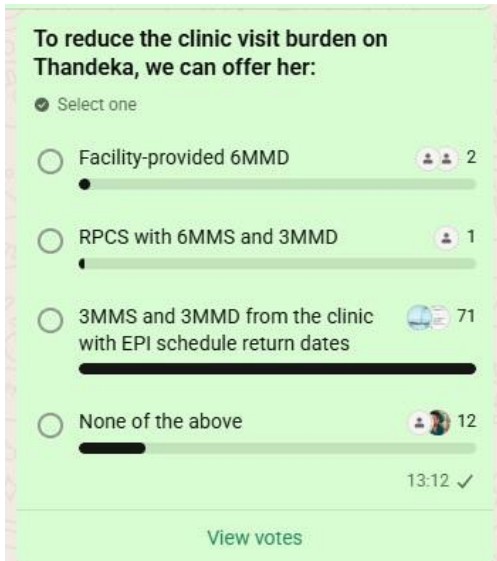 To reduce the clinic visit burden on
Thandeka, we can offer her:
Select one
Facility-provided 6MMD 2
RPCS with 6MMS and 3MMD 1
3MMS and 3MMD from the clinic 71
with EPI schedule return dates
None of the above 12
13:12
View votes